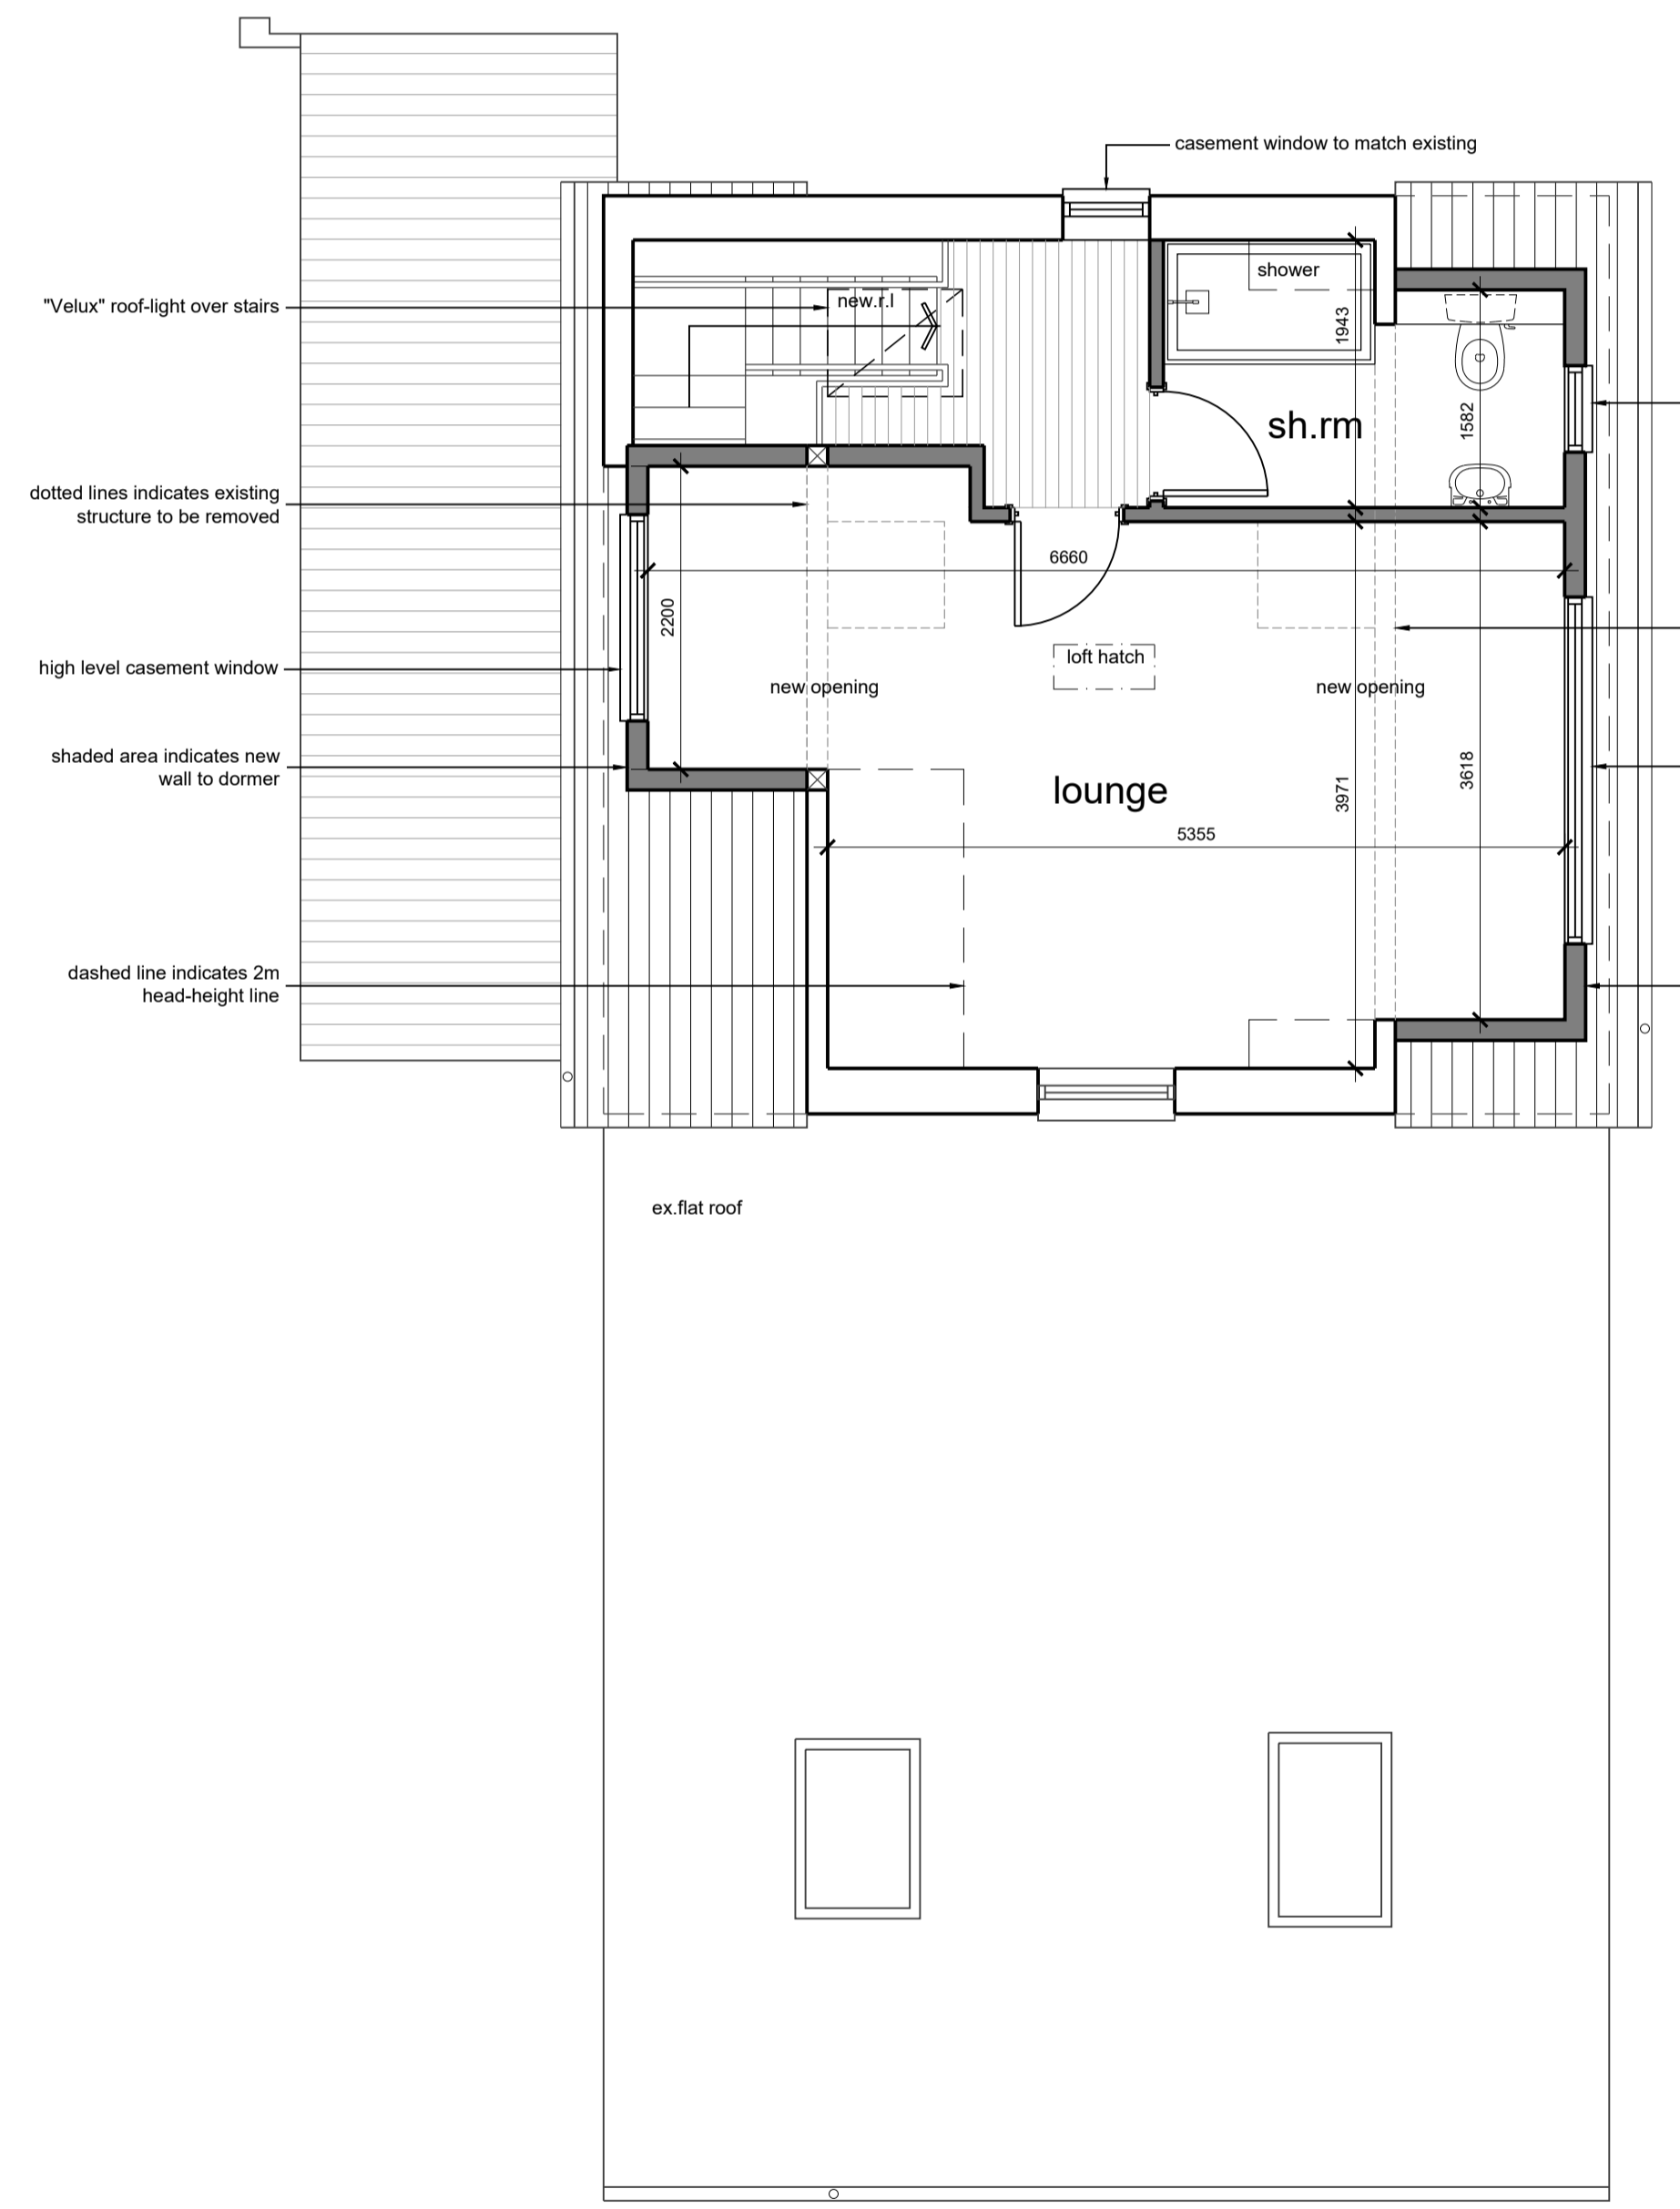 casement window to match existing
shower
"Velux" roof-light over stairs
new.r.l
1943
sh.rm
1582
dotted lines indicates existing
structure to be removed
6660
2200
loft hatch
high level casement window
new opening
new opening
shaded area indicates new
wall to dormer
lounge
3971
3618
5355
dashed line indicates 2m
head-height line
ex.flat roof